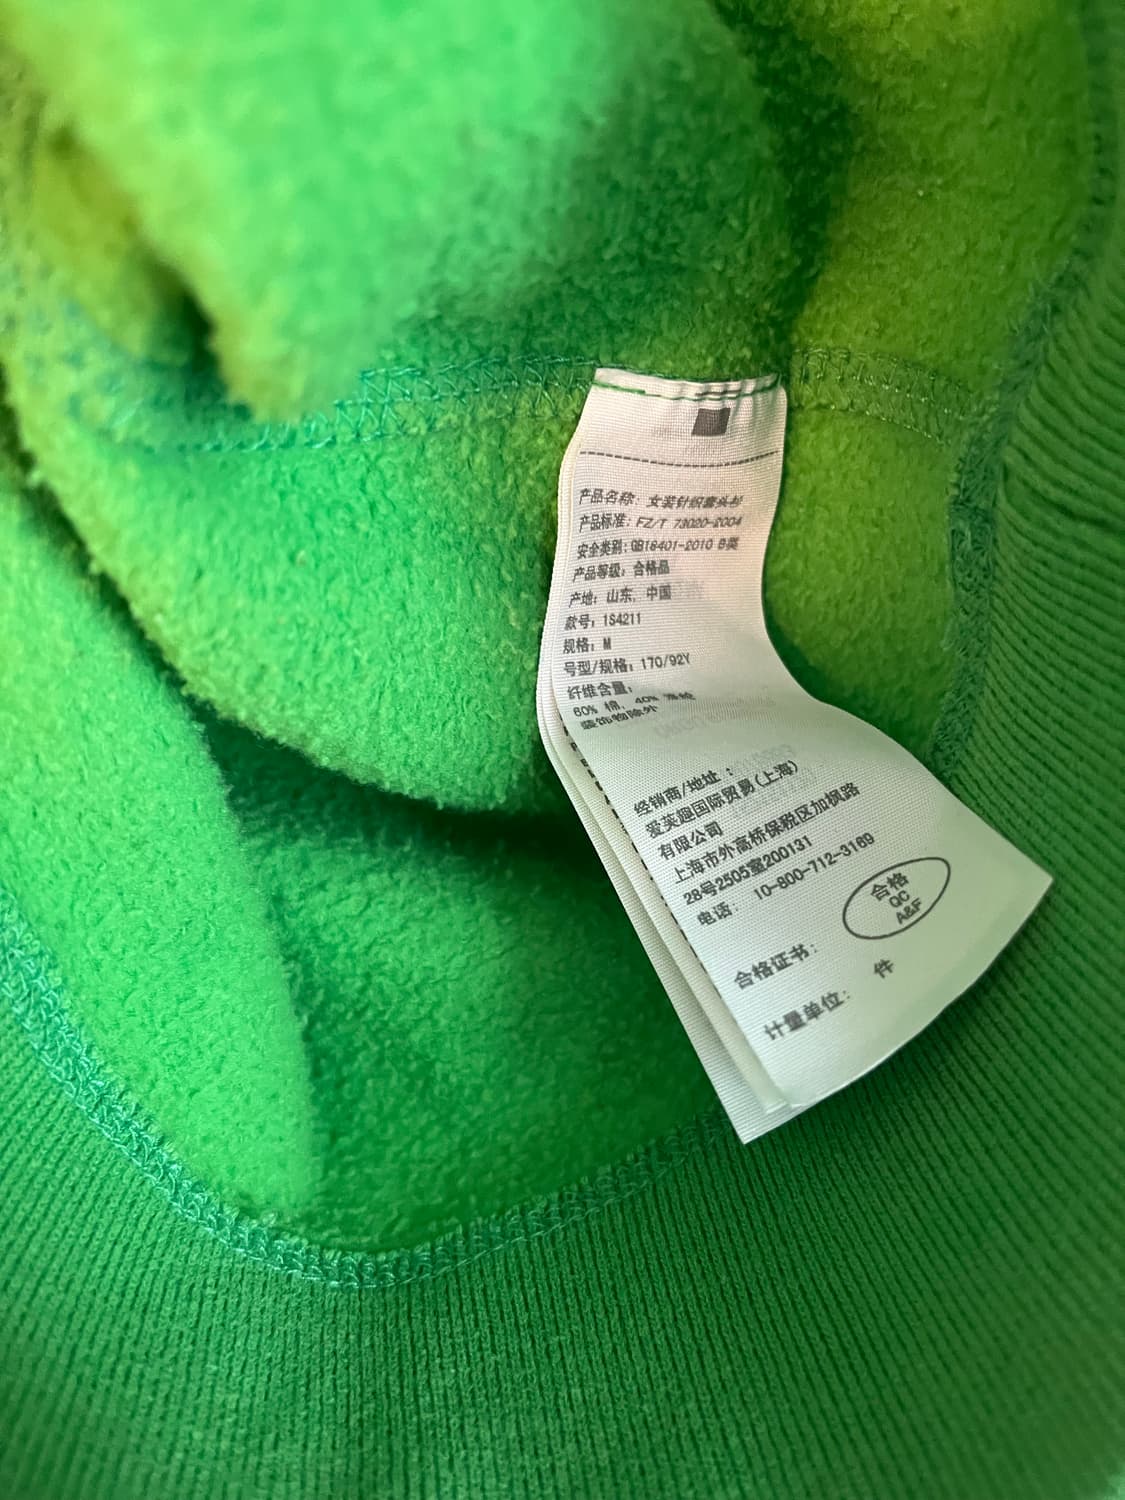 产品名称: 女装针织套头衫
产品标准: FZ/T 73020-2004
安全类别: GB18401-2010 B类
产品等级: 合格品
产地: 山东, 中国
款号: 1S4211
规格: M
号型/规格: 170/92Y
纤维含量:
60% 棉, 40% 涤纶
装饰物除外
经销商/地址:
爱芙趣国际贸易(上海)
有限公司
上海市外高桥保税区加枫路
28号2505室200131
电话: 10-800-712-3169
合格
QC
A&F
合格证书:
计量单位: 件